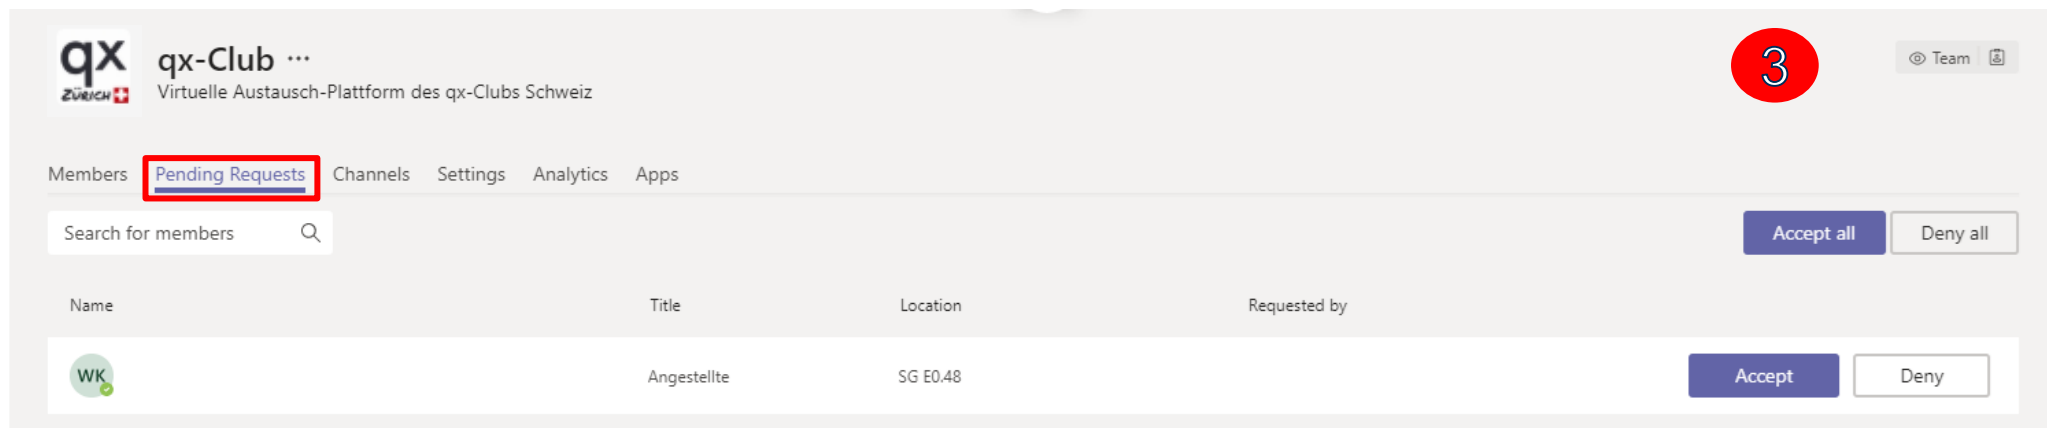 qx
ZÜRICH
qx-Club ...
Virtuelle Austausch-Plattform des qx-Clubs Schweiz
3
Team
Members Pending Requests Channels Settings Analytics Apps
Search for members
Accept all Deny all
Name Title Location Requested by
WK Angestellte SG E0.48 Accept Deny